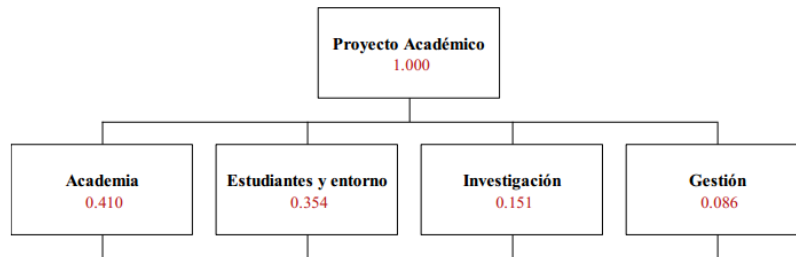 Proyecto Académico
1.000
Academia
0.410
Estudiantes y entorno
0.354
Investigación
0.151
Gestión
0.086